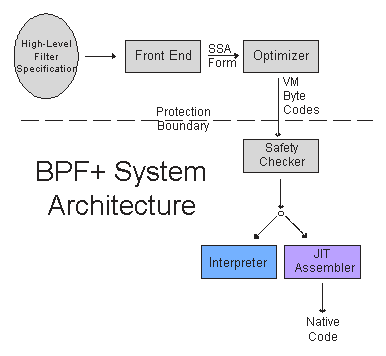 High-Level
Filter
Specification
Front End
SSA
Form
Optimizer
VM
Byte
Codes
Protection
Boundary
Safety
Checker
BPF+ System
Architecture
Interpreter
JIT
Assembler
Native
Code